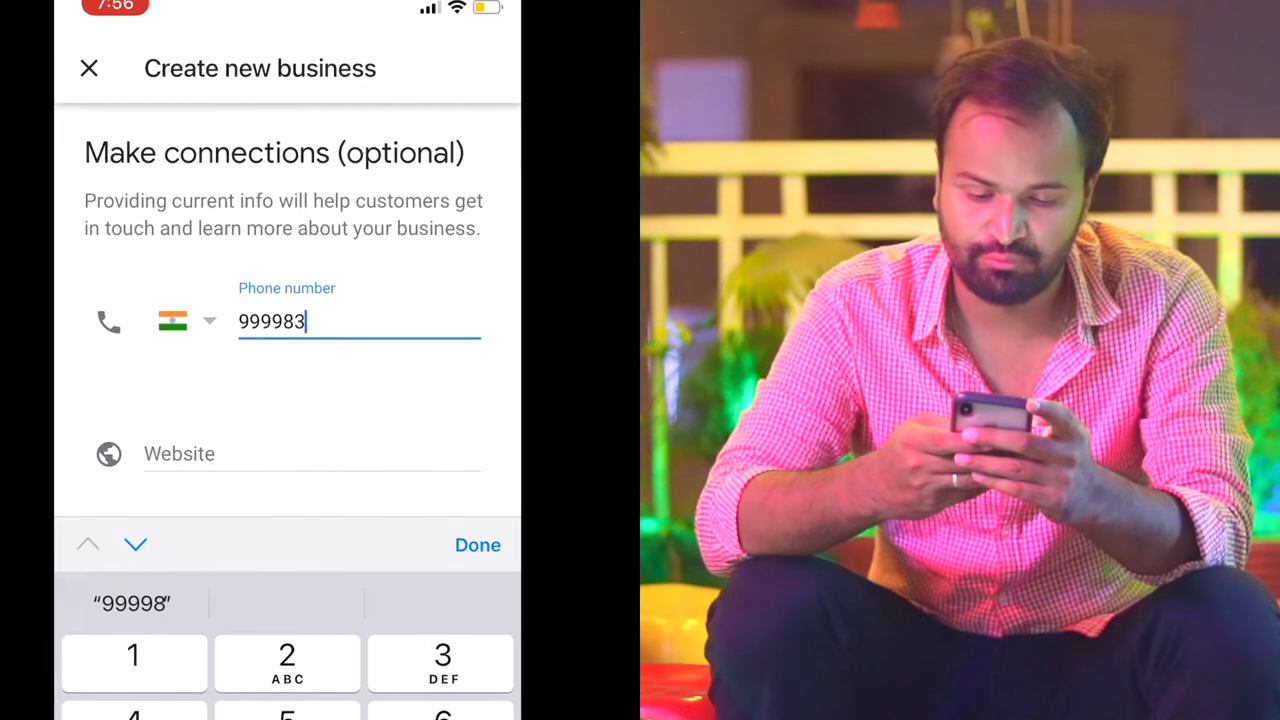 7:56
Create new business
Make connections (optional)
Providing current info will help customers get
in touch and learn more about your business.
Phone number
999983
Website
Done
“99998”
1
2
ABC
3
DEF